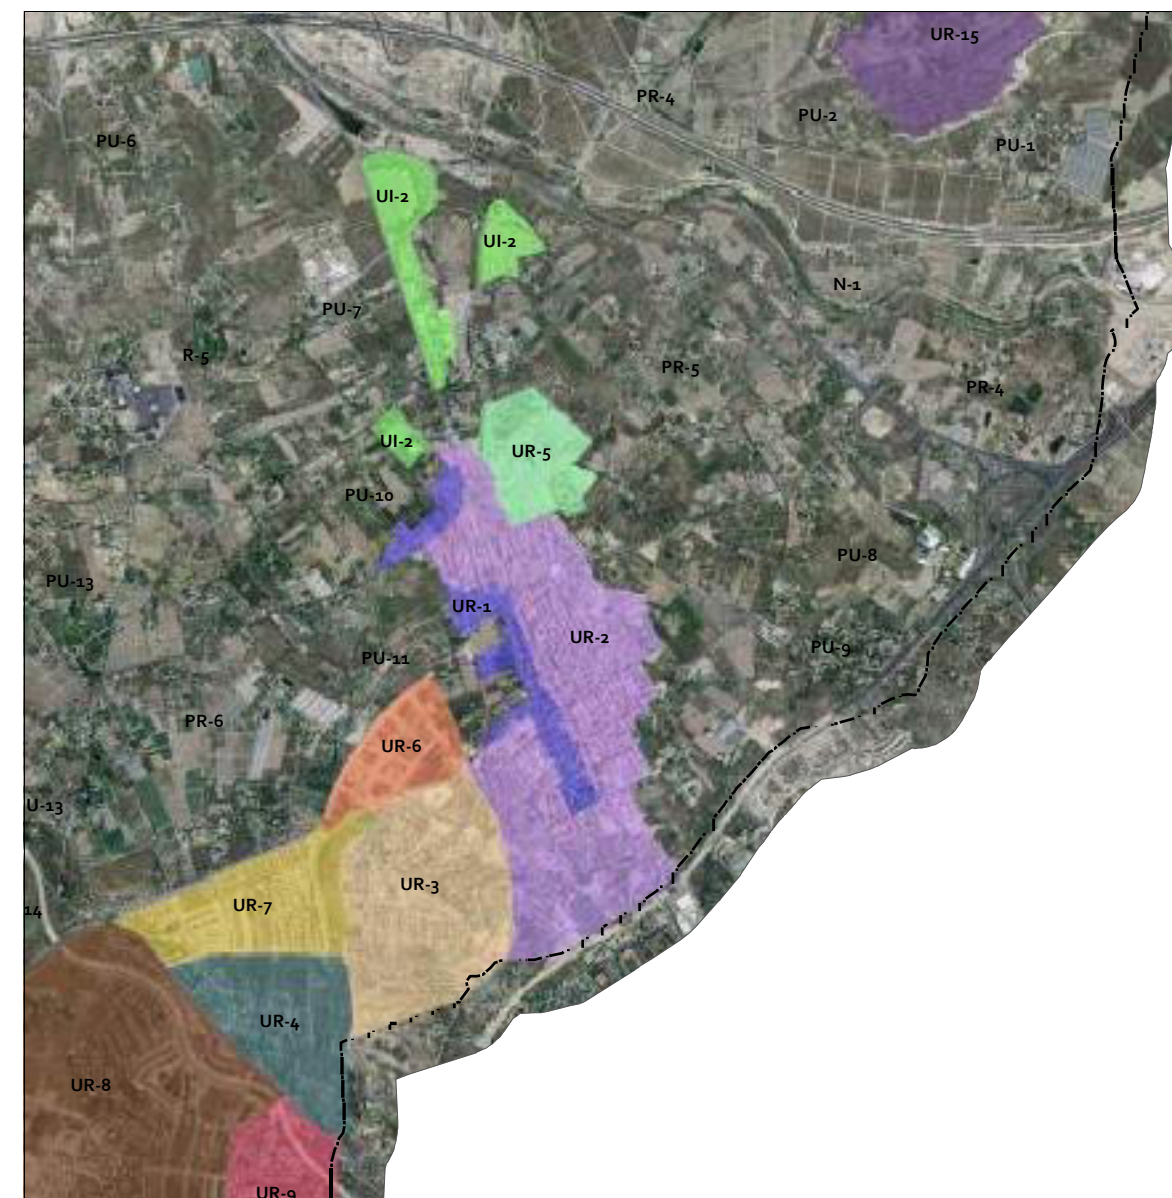 UR-15
PR-4
PU-2
PU-6
PU-1
UI-2
UI-2
N-1
PU-7
R-5
PR-5
PR-4
UI-2
UR-5
PU-10
PU-8
PU-13
UR-1
UR-2
PU-9
PU-11
PR-6
UR-6
U-13
UR-3
UR-7
14
UR-4
UR-8
UR-9